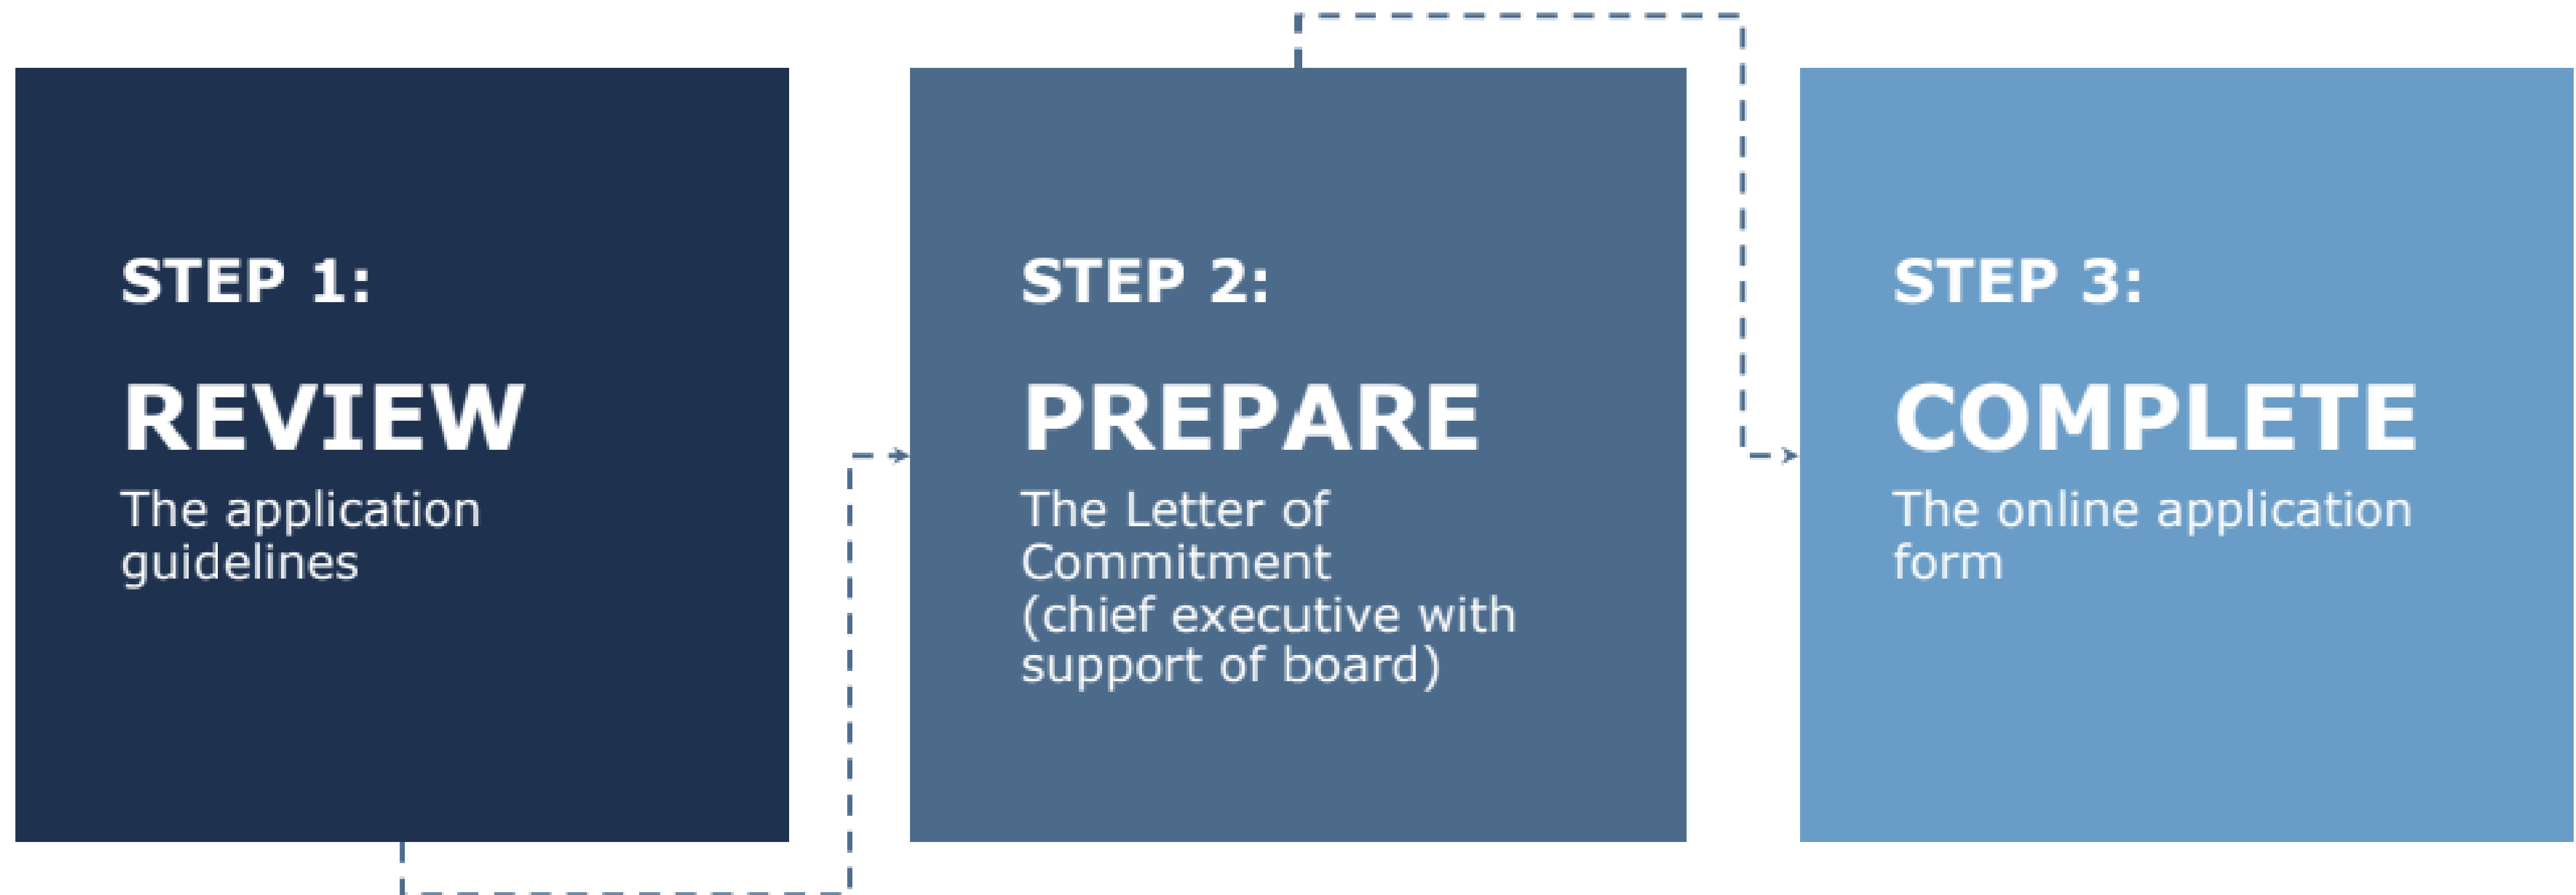 STEP 1:
REVIEW
The application
guidelines
STEP 2:
PREPARE
The Letter of
Commitment
(chief executive with
support of board)
STEP 3:
COMPLETE
The online application
form